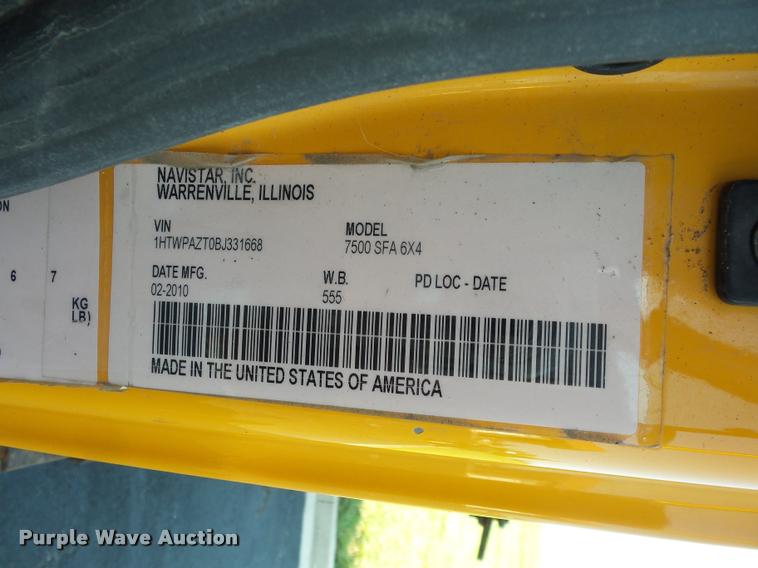 NAVISTAR, INC.
WARRENVILLE, ILLINOIS
VIN MODEL
1HTWPAZT0BJ331668 7500 SFA 6X4
DATE MFG. W.B. PD LOC - DATE
02-2010 555
MADE IN THE UNITED STATES OF AMERICA
ON
6 7
KG
LB)
)
Purple Wave Auction